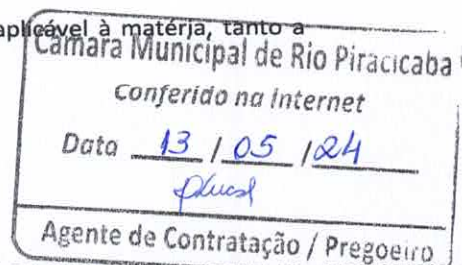 aplicável à matéria, tanto a
Câmara Municipal de Rio Piracicaba
Conferido na Internet
Data 13 / 05 / 24
Agente de Contratação / Pregoeiro